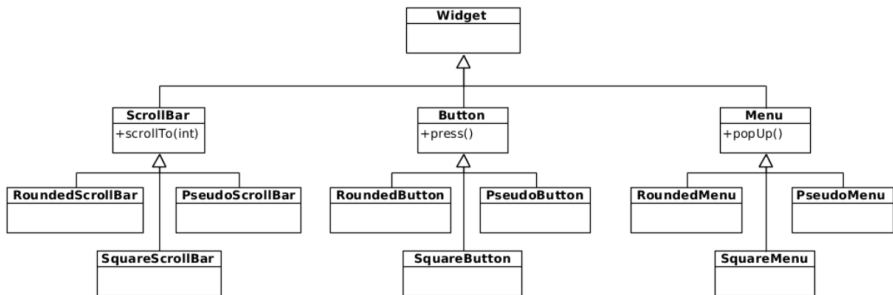 Widget
ScrollBar
+scrollTo(int)
Button
+press()
Menu
+popUp()
RoundedScrollBar
PseudoScrollBar
RoundedButton
PseudoButton
RoundedMenu
PseudoMenu
SquareScrollBar
SquareButton
SquareMenu